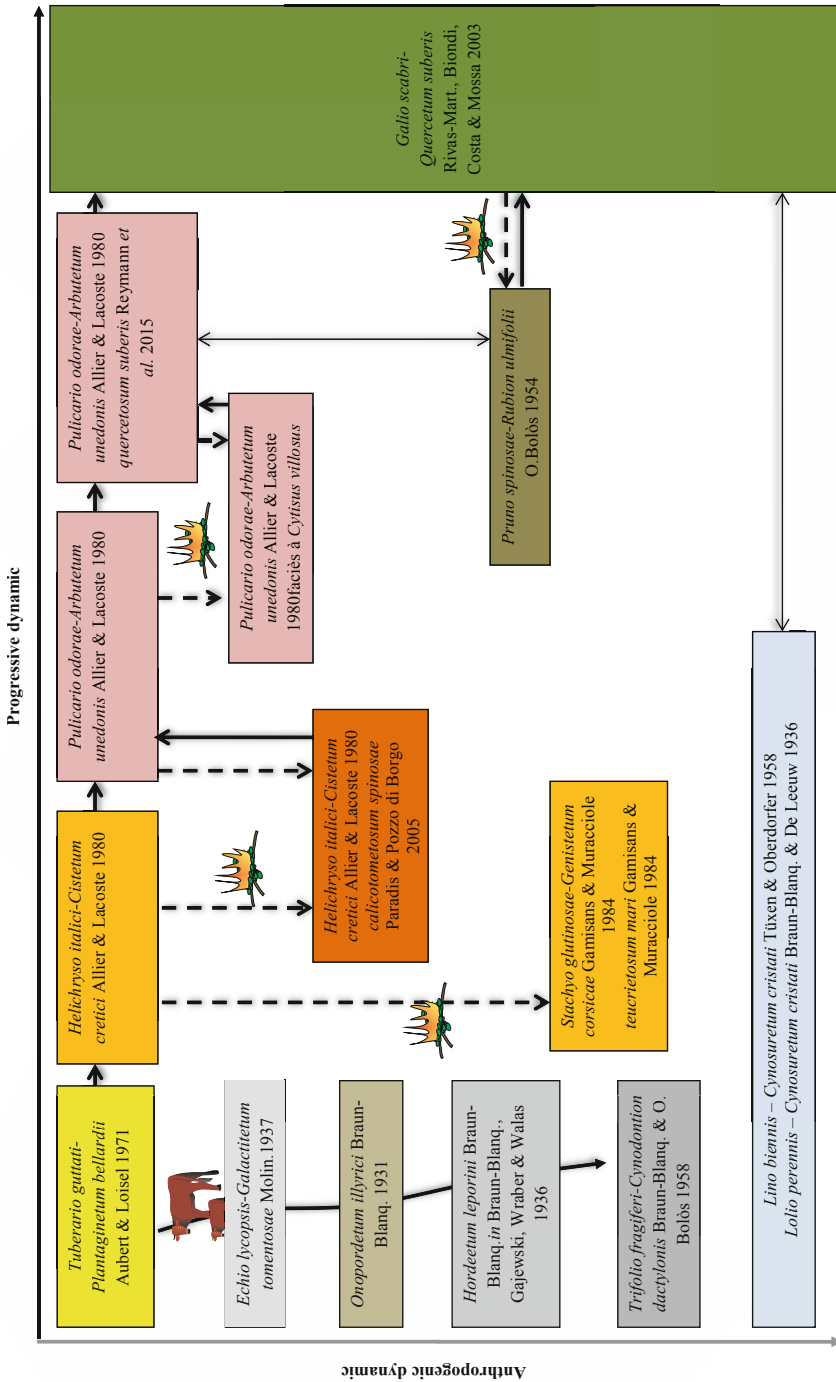 Progressive dynamic
Anthropogenic dynamic
Tuberario guttati-
Plantaginetum bellardii
Aubert & Loisel 1971
Helichryso italici-Cistetum
cretici Allier & Lacoste 1980
Pulicario odorae-Arbutetum
unedonis Allier & Lacoste 1980
Pulicario odorae-Arbutetum
unedonis Allier & Lacoste 1980
quercetosum suberis Reymann et
al. 2015
Galio scabri-
Quercetum suberis
Rivas-Mart., Biondi,
Costa & Mossa 2003
Echio lycopsis-Galactitetum
tomentosae Molin.1937
Pulicario odorae-Arbutetum
unedonis Allier & Lacoste
1980faciès à Cytisus villosus
Onopordetum illyrici Braun-
Blanq. 1931
Helichryso italici-Cistetum
cretici Allier & Lacoste 1980
calicotometosum spinosae
Paradis & Pozzo di Borgo
2005
Hordeetum leporini Braun-
Blanq.in Braun-Blanq.,
Gajewski, Wraber & Walas
1936
Pruno spinosae-Rubion ulmifolii
O.Bolòs 1954
Trifolio fragiferi-Cynodontion
dactylonis Braun-Blanq. & O.
Bolòs 1958
Stachyo glutinosae-Genistetum
corsicae Gamisans & Muracciole
1984
teucrietosum mari Gamisans &
Muracciole 1984
Lino biennis – Cynosuretum cristati Tüxen & Oberdorfer 1958
Lolio perennis – Cynosuretum cristati Braun-Blanq. & De Leeuw 1936